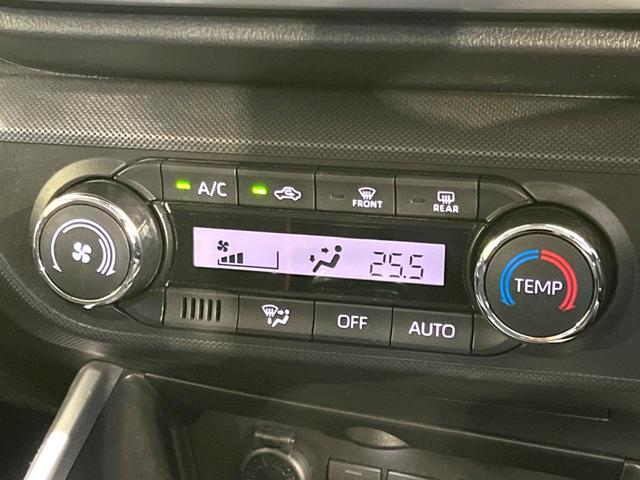 A/C
FRONT
REAR
25.5
TEMP
OFF
AUTO